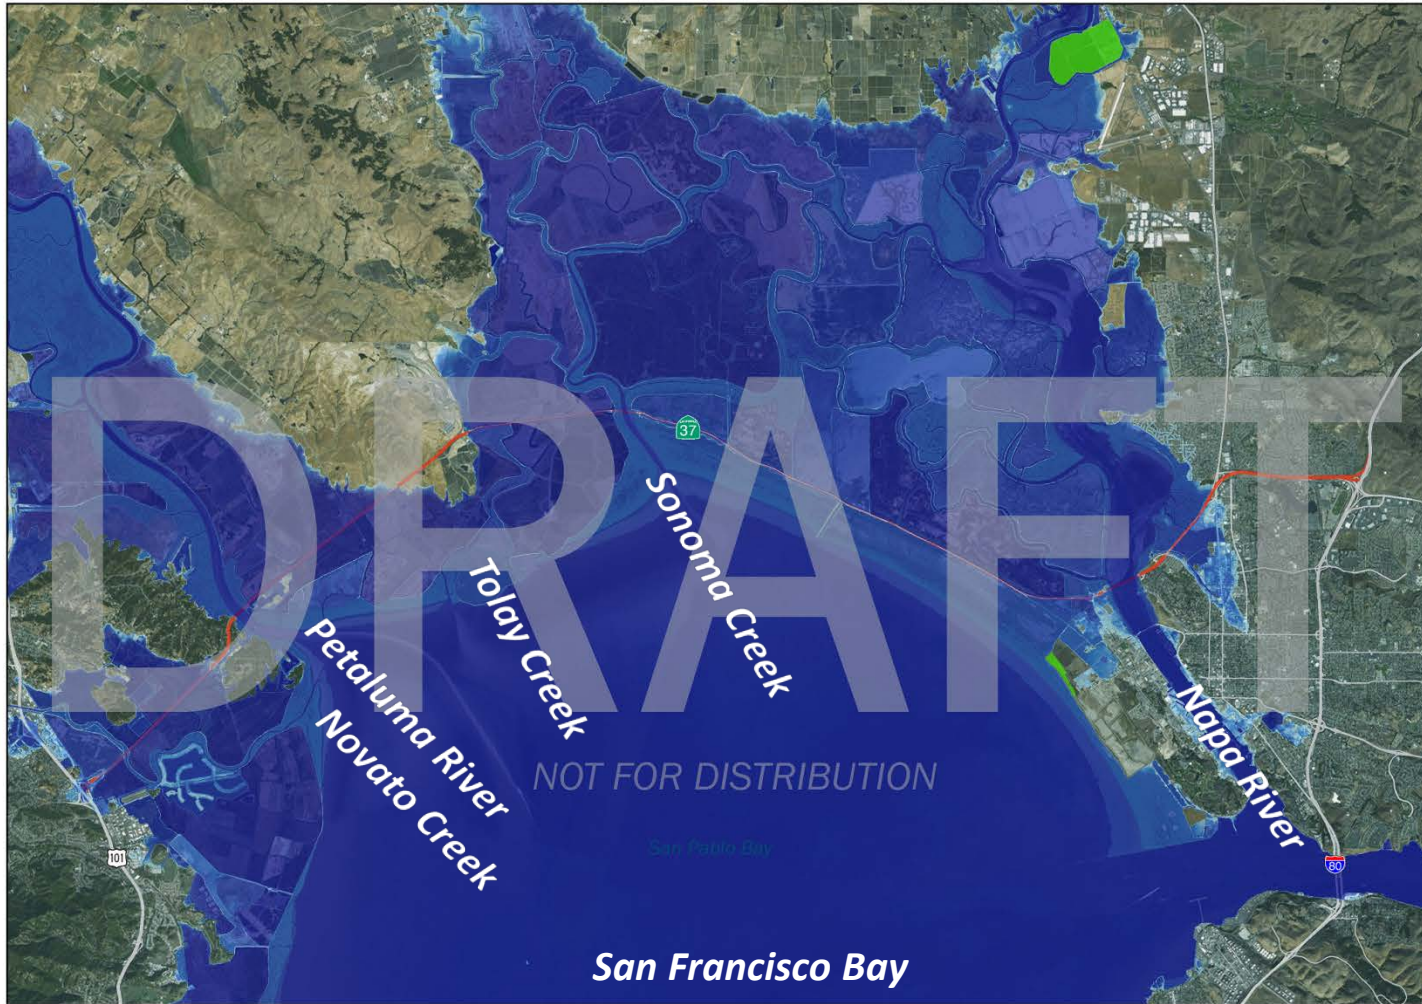 37
DRAFT
Sonoma Creek
Tolay Creek
Petaluma River
Novato Creek
Napa River
NOT FOR DISTRIBUTION
San Pablo Bay
101
80
San Francisco Bay